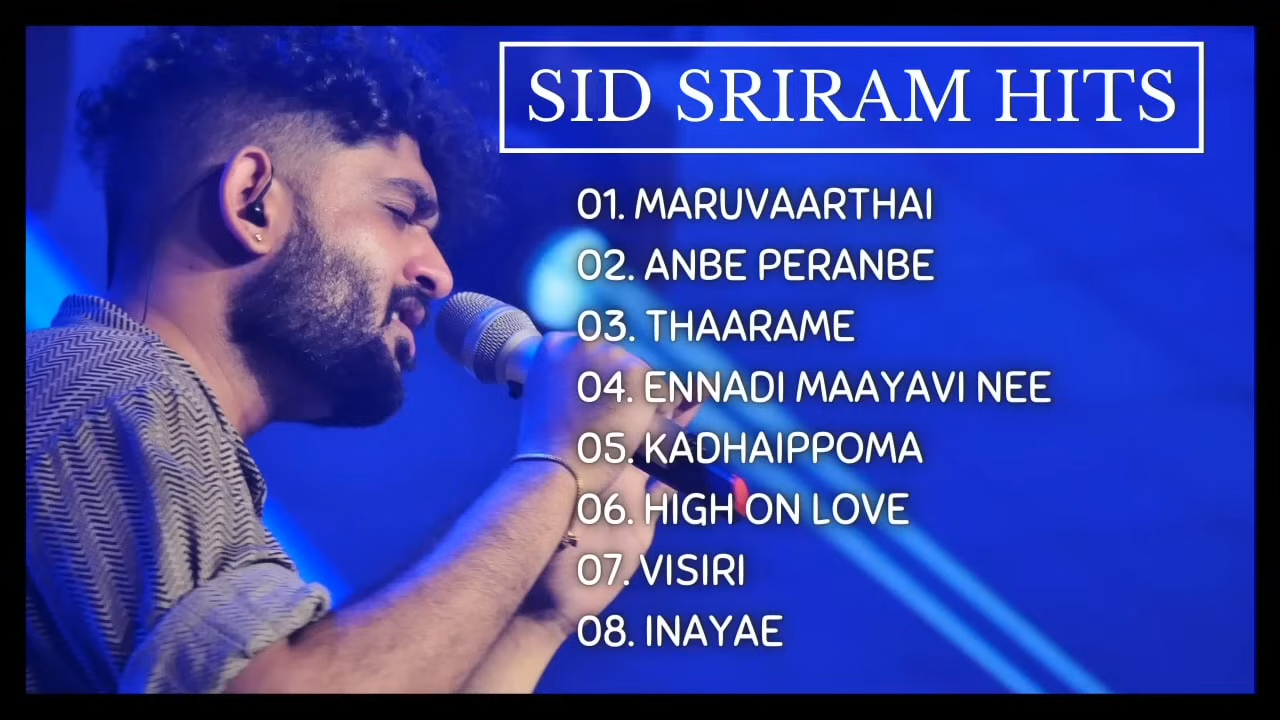 SID SRIRAM HITS
01. MARUVAARTHAI
02. ANBE PERANBE
03. THAARAME
04. ENNADI MAAYAVI NEE
05. KADHAIPPOMA
06. HIGH ON LOVE
07. VISIRI
08. INAYAE